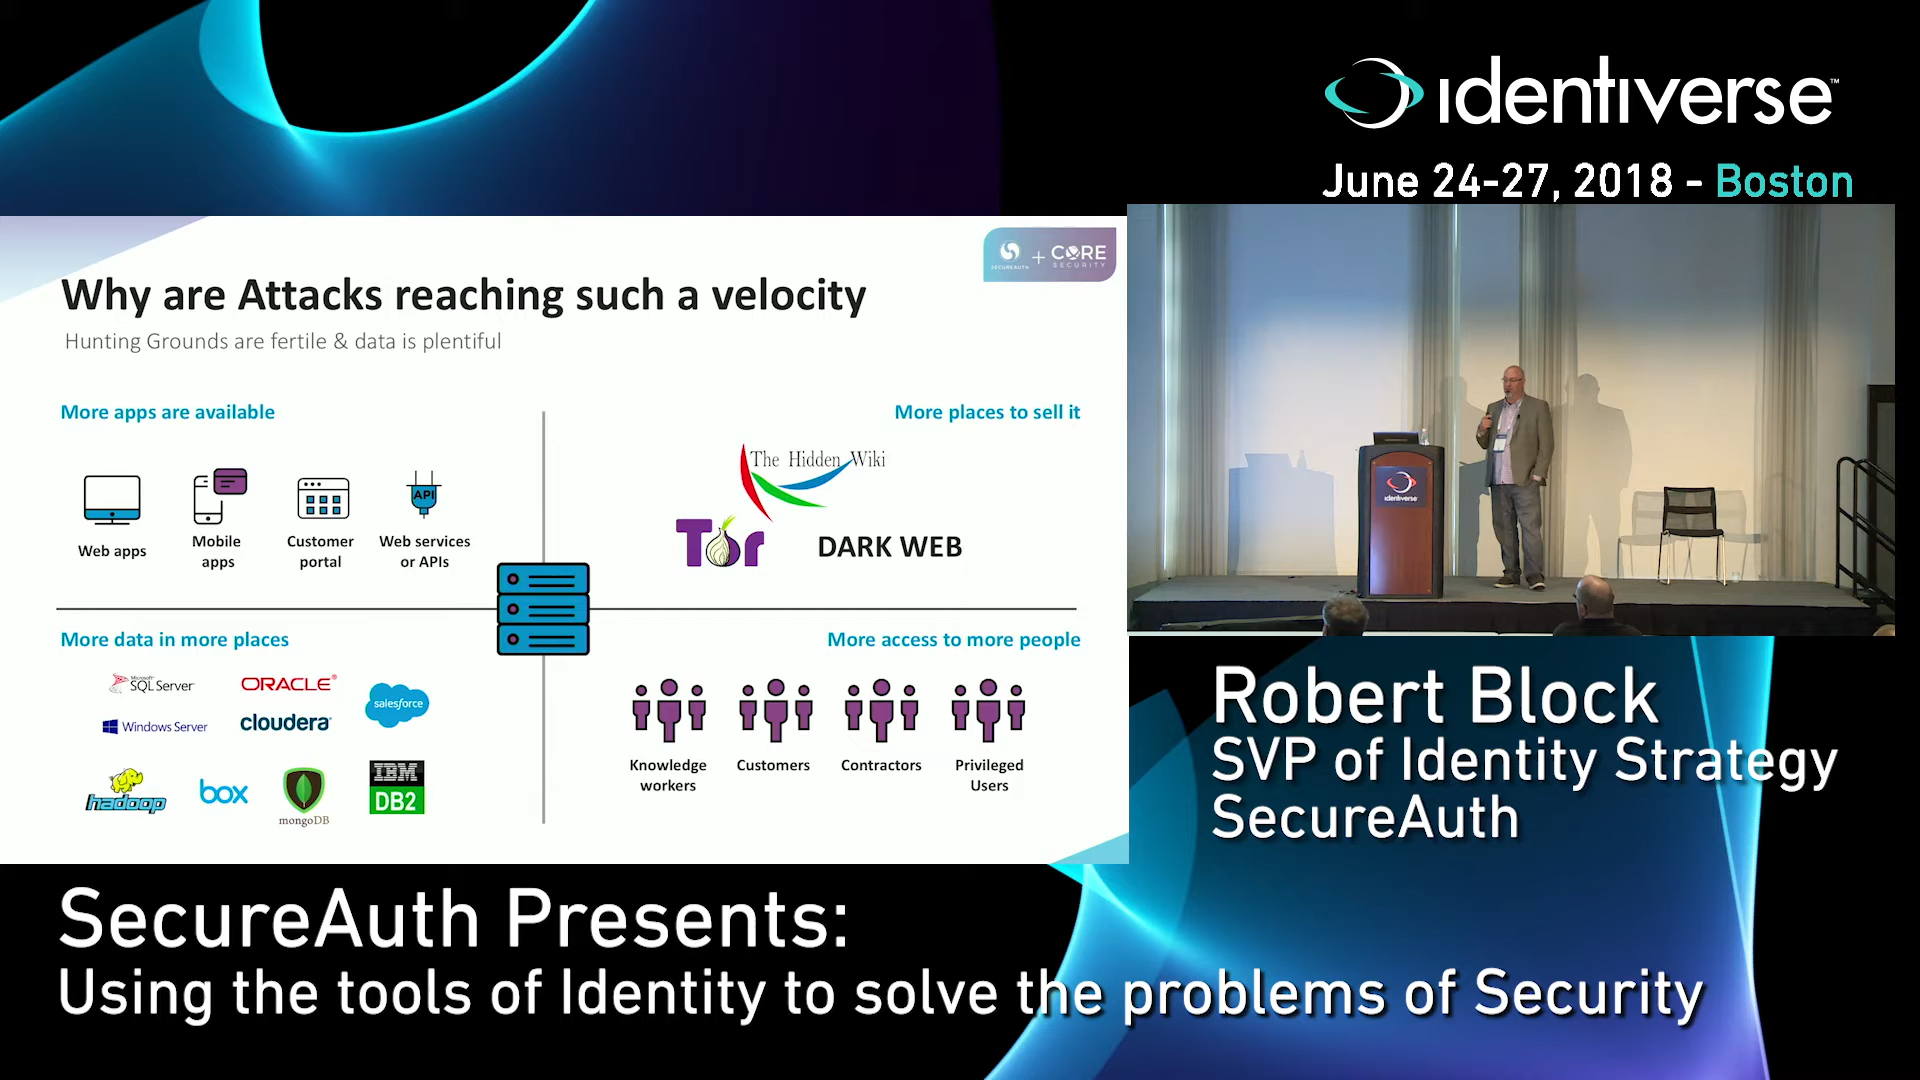 identiverse™
June 24-27, 2018 - Boston
SECUREAUTH + CORE SECURITY
Why are Attacks reaching such a velocity
Hunting Grounds are fertile & data is plentiful
More apps are available
More places to sell it
The Hidden Wiki
API
Tor
DARK WEB
Web apps
Mobile apps
Customer portal
Web services or APIs
More data in more places
More access to more people
Microsoft SQL Server
ORACLE®
salesforce
Windows Server
cloudera
hadoop
box
mongoDB
IBM DB2
Knowledge workers
Customers
Contractors
Privileged Users
identiverse
Robert Block
SVP of Identity Strategy
SecureAuth
SecureAuth Presents:
Using the tools of Identity to solve the problems of Security